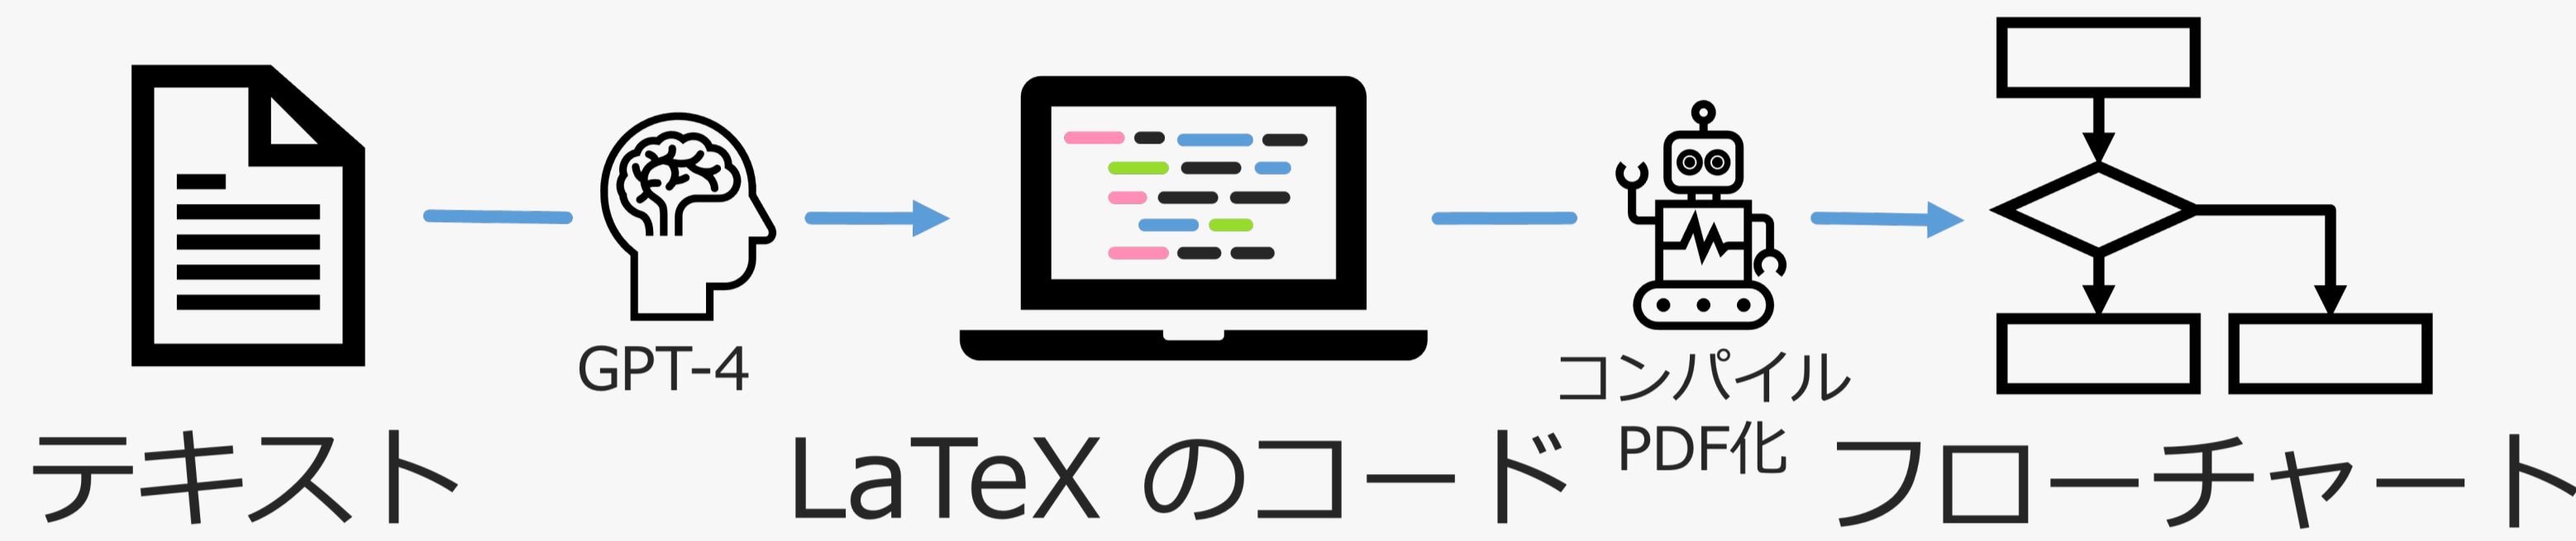 テキスト
GPT-4
LaTeX のコード
コンパイル
PDF化
フローチャート